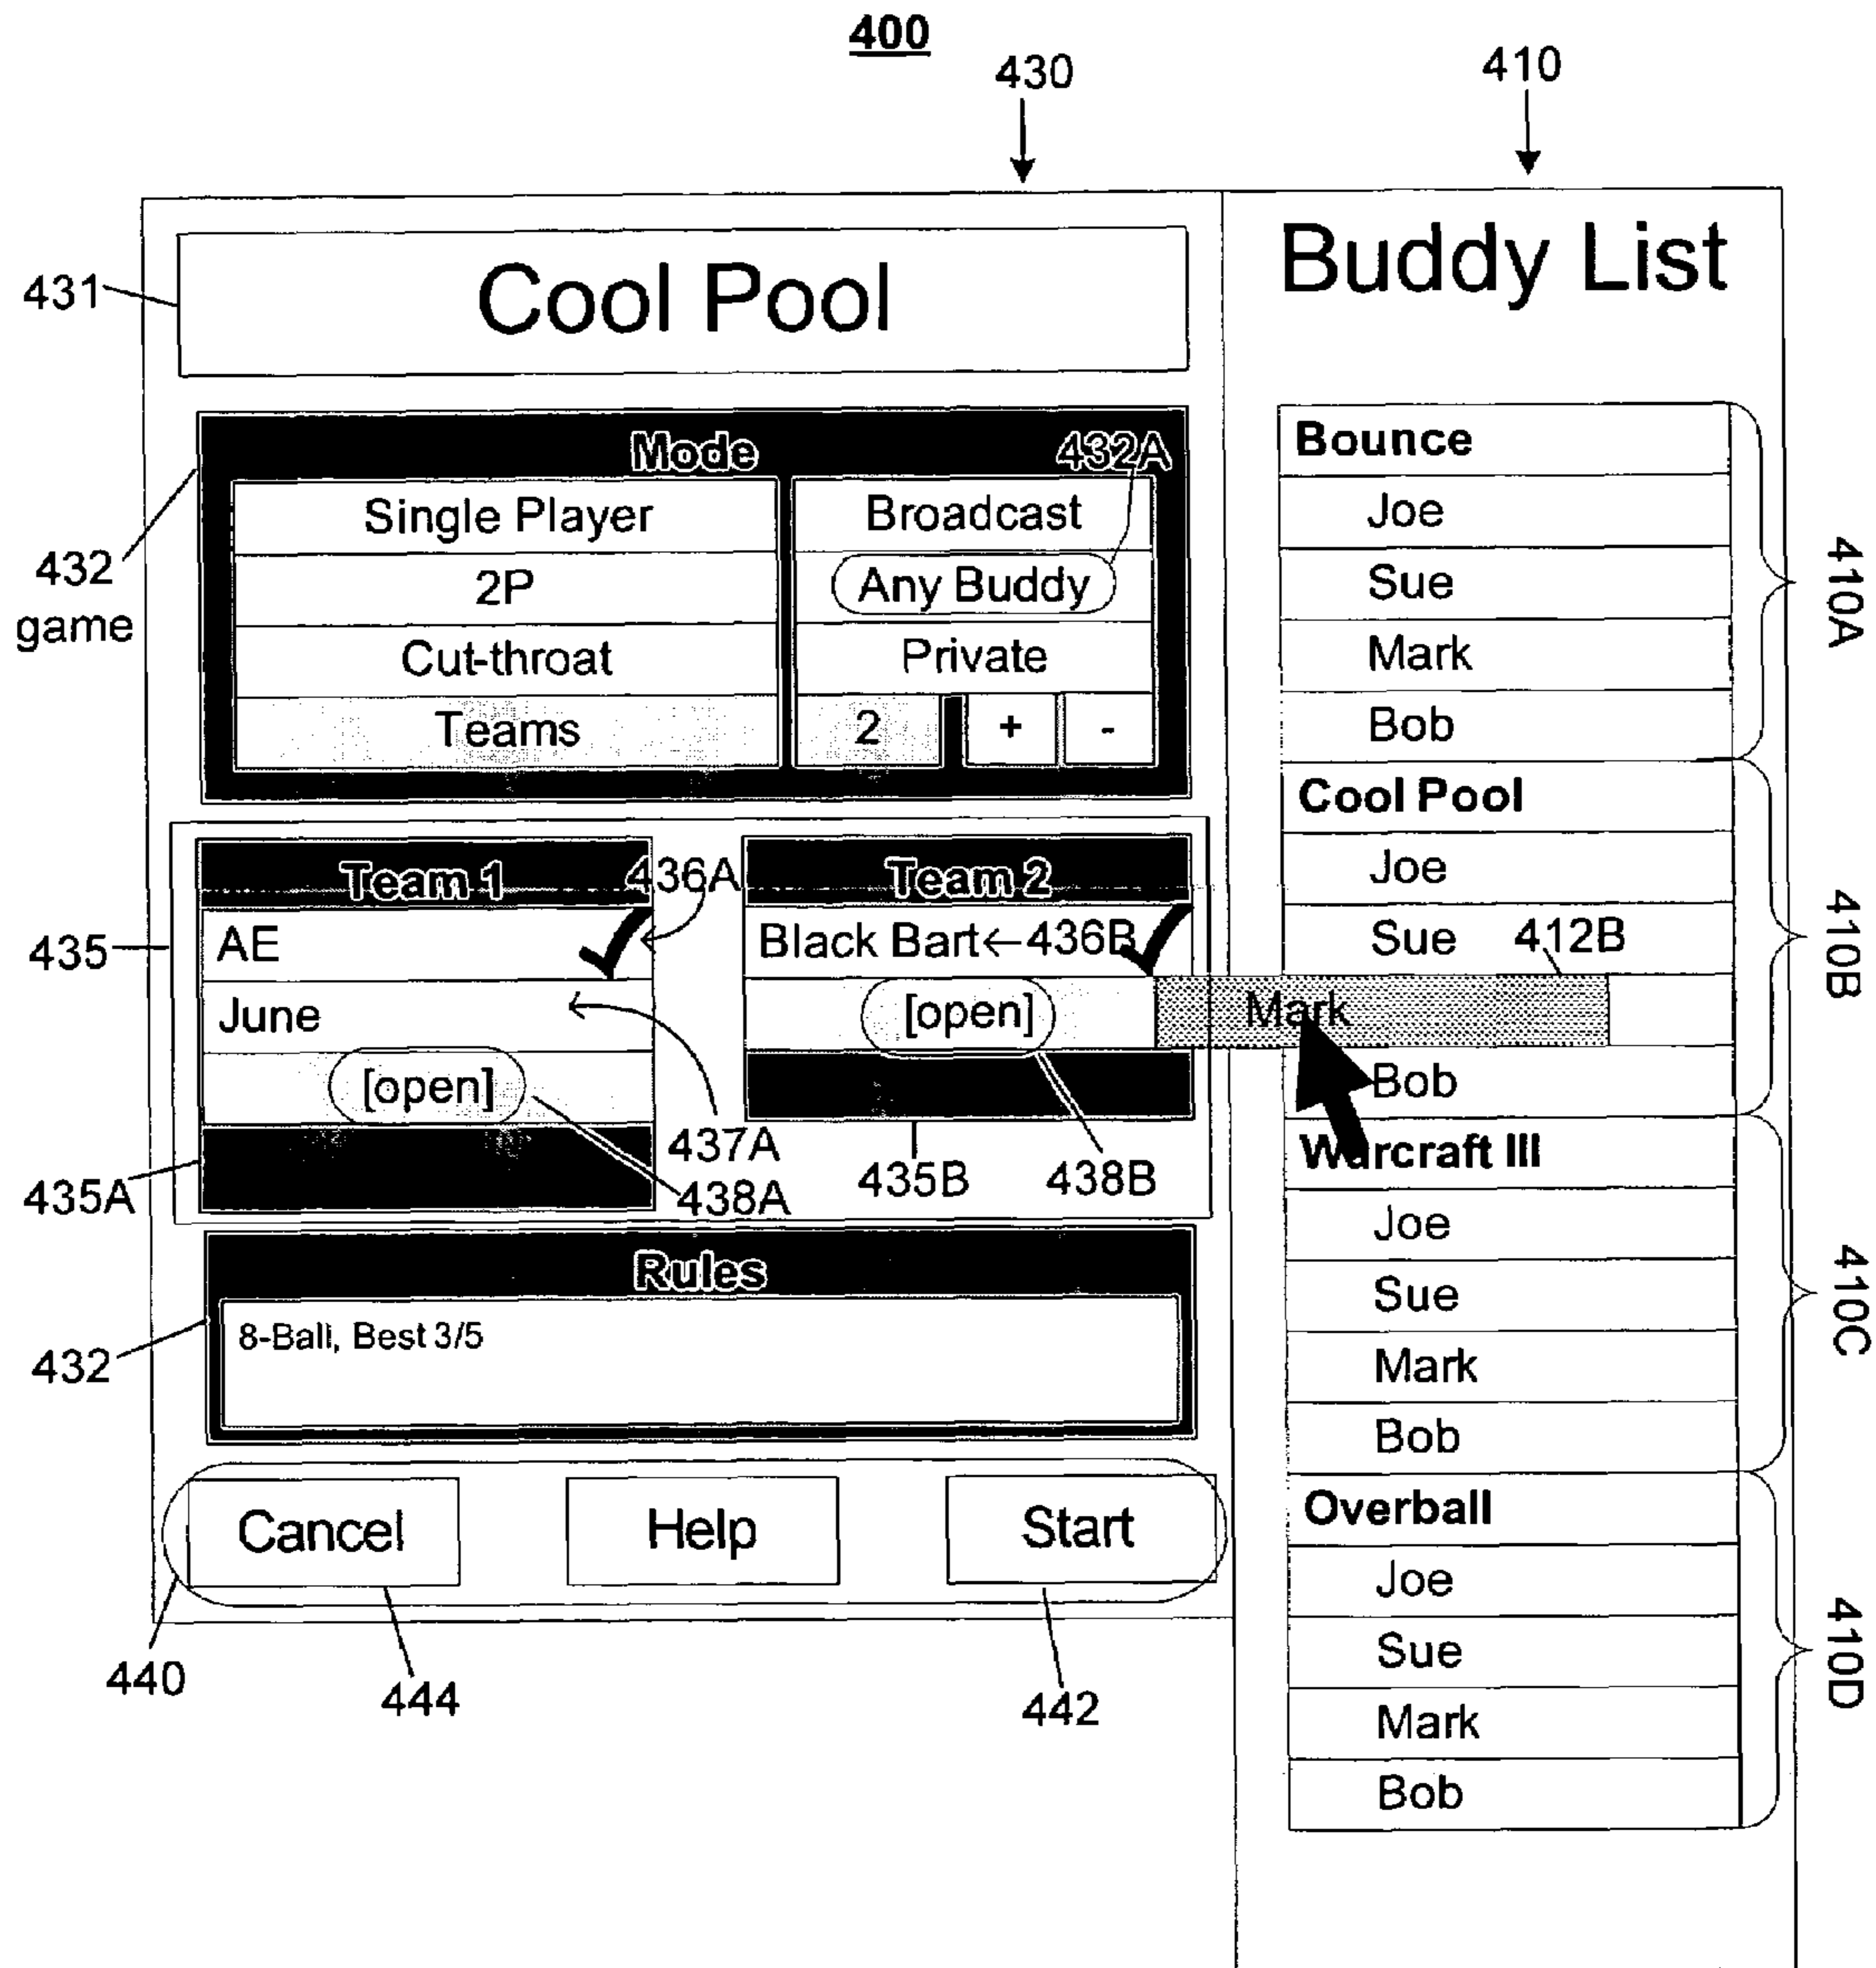 400
430
410
431
Cool Pool
Buddy List
Mode
432A
432
game
Single Player
Broadcast
2P
Any Buddy
Cut-throat
Private
Teams
2
+
-
435
Team 1
436A
AE
June
[open]
437A
438A
435A
Team 2
Black Bart←436B
[open]
435B
438B
Rules
432
8-Ball, Best 3/5
Cancel
Help
Start
440
444
442
Bounce
Joe
Sue
Mark
Bob
410A
Cool Pool
Joe
Sue
412B
Mark
Bob
410B
Warcraft III
Joe
Sue
Mark
Bob
410C
Overball
Joe
Sue
Mark
Bob
410D